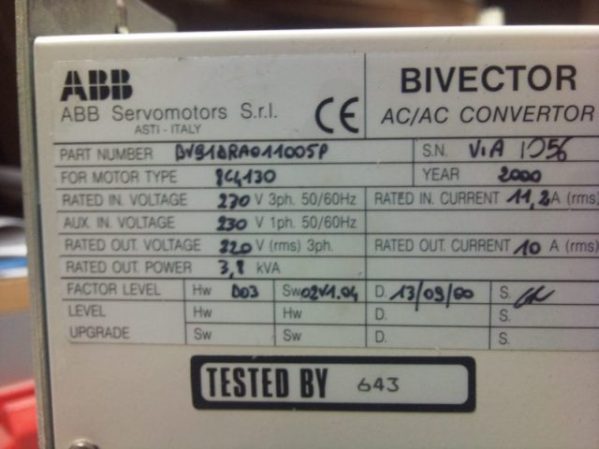 ABB
ABB Servomotors S.r.l.
ASTI - ITALY
CE
BIVECTOR
AC/AC CONVERTOR
PART NUMBER
S.N. ViA 1056
FOR MOTOR TYPE 8C4130
YEAR 2000
RATED IN. VOLTAGE 270 V 3ph. 50/60Hz
RATED IN. CURRENT 11,2 A (rms)
AUX. IN. VOLTAGE 230 V 1ph. 50/60Hz
RATED OUT. VOLTAGE 220 V (rms) 3ph.
RATED OUT. CURRENT 10 A (rms)
RATED OUT. POWER 3,8 kVA
FACTOR LEVEL Hw D03 Sw 02V1.04 D. 13/09/00 S.
LEVEL Hw Hw D. S.
UPGRADE Sw Sw D. S.
TESTED BY 643